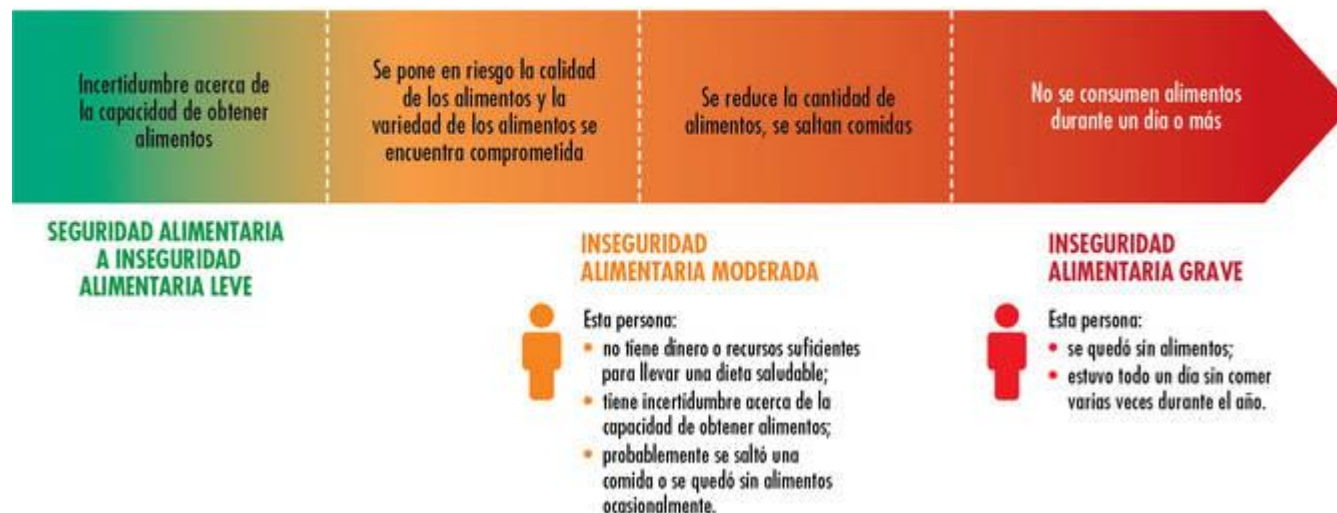 Incertidumbre acerca de
la capacidad de obtener
alimentos
Se pone en riesgo la calidad
de los alimentos y la
variedad de los alimentos se
encuentra comprometida
Se reduce la cantidad de
alimentos, se saltan comidas
No se consumen alimentos
durante un día o más
SEGURIDAD ALIMENTARIA
A INSEGURIDAD
ALIMENTARIA LEVE
INSEGURIDAD
ALIMENTARIA MODERADA
Esta persona:
• no tiene dinero o recursos suficientes
para llevar una dieta saludable;
• tiene incertidumbre acerca de la
capacidad de obtener alimentos;
• probablemente se saltó una
comida o se quedó sin alimentos
ocasionalmente.
INSEGURIDAD
ALIMENTARIA GRAVE
Esta persona:
• se quedó sin alimentos;
• estuvo todo un día sin comer
varias veces durante el año.